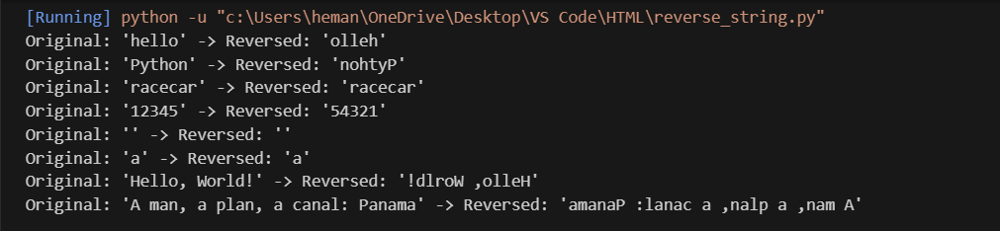 [Running] python -u "c:\Users\heman\OneDrive\Desktop\VS Code\HTML\reverse_string.py"
Original: 'hello' -> Reversed: 'olleh'
Original: 'Python' -> Reversed: 'nohtyP'
Original: 'racecar' -> Reversed: 'racecar'
Original: '12345' -> Reversed: '54321'
Original: '' -> Reversed: ''
Original: 'a' -> Reversed: 'a'
Original: 'Hello, World!' -> Reversed: '!dlroW ,olleH'
Original: 'A man, a plan, a canal: Panama' -> Reversed: 'amanaP :lanac a ,nalp a ,nam A'